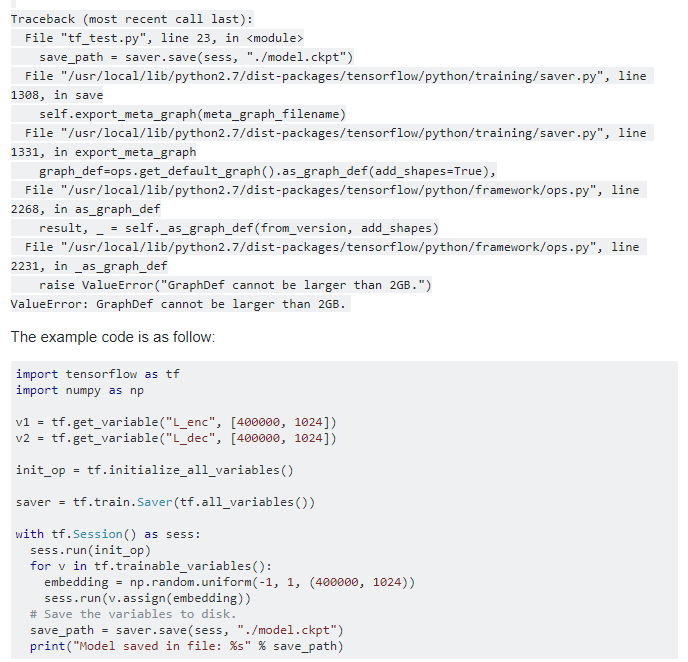 Traceback (most recent call last):
  File "tf_test.py", line 23, in <module>
    save_path = saver.save(sess, "./model.ckpt")
  File "/usr/local/lib/python2.7/dist-packages/tensorflow/python/training/saver.py", line
1308, in save
    self.export_meta_graph(meta_graph_filename)
  File "/usr/local/lib/python2.7/dist-packages/tensorflow/python/training/saver.py", line
1331, in export_meta_graph
    graph_def=ops.get_default_graph().as_graph_def(add_shapes=True),
  File "/usr/local/lib/python2.7/dist-packages/tensorflow/python/framework/ops.py", line
2268, in as_graph_def
    result, _ = self._as_graph_def(from_version, add_shapes)
  File "/usr/local/lib/python2.7/dist-packages/tensorflow/python/framework/ops.py", line
2231, in _as_graph_def
    raise ValueError("GraphDef cannot be larger than 2GB.")
ValueError: GraphDef cannot be larger than 2GB.
The example code is as follow:
import tensorflow as tf
import numpy as np
v1 = tf.get_variable("L_enc", [400000, 1024])
v2 = tf.get_variable("L_dec", [400000, 1024])
init_op = tf.initialize_all_variables()
saver = tf.train.Saver(tf.all_variables())
with tf.Session() as sess:
  sess.run(init_op)
  for v in tf.trainable_variables():
    embedding = np.random.uniform(-1, 1, (400000, 1024))
    sess.run(v.assign(embedding))
  # Save the variables to disk.
  save_path = saver.save(sess, "./model.ckpt")
  print("Model saved in file: %s" % save_path)